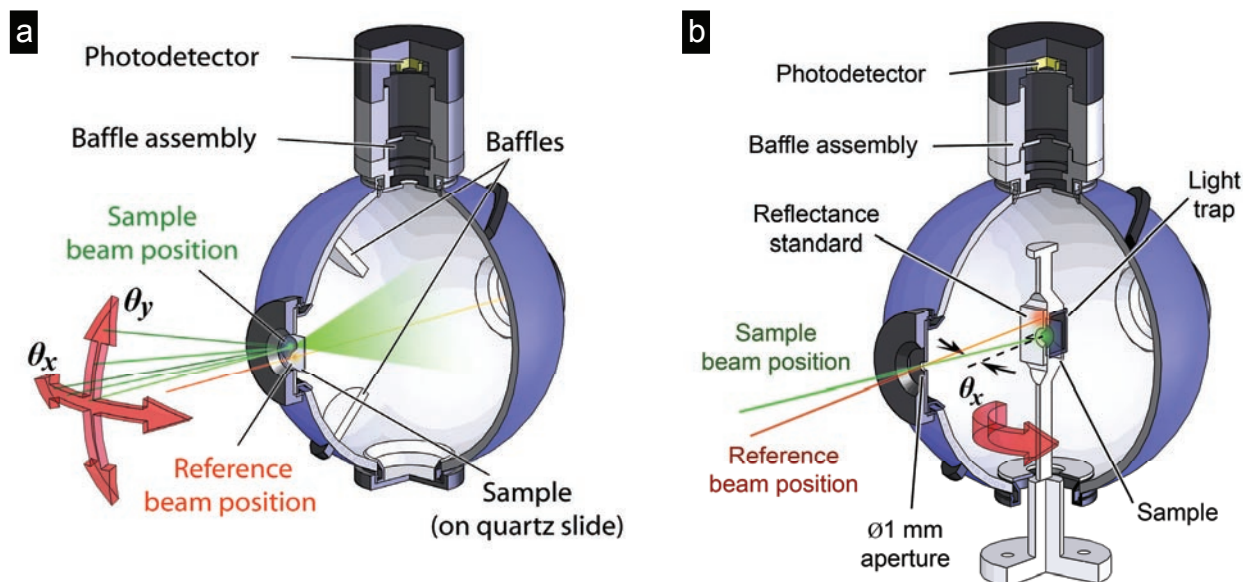 a
Photodetector
Baffle assembly
Baffles
Sample
beam position
θy
θx
Reference
beam position
Sample
(on quartz slide)
b
Photodetector
Baffle assembly
Light
trap
Reflectance
standard
Sample
beam position
θx
Reference
beam position
ø1 mm
aperture
Sample